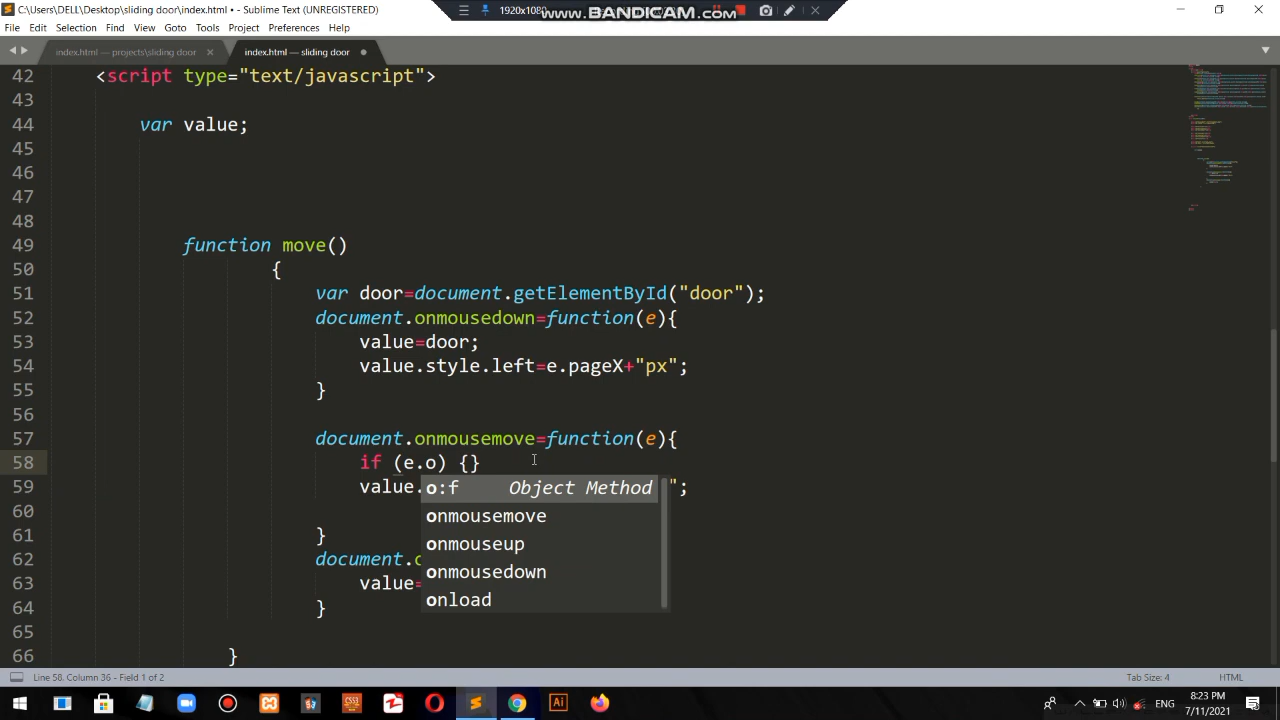 C:\Users\DELL\Desktop\sliding door\index.html • - Sublime Text (UNREGISTERED)
1920x1080
www.BANDICAM.com
File Edit Selection Find View Goto Tools Project Preferences Help
index.html — projects\sliding door
index.html — sliding door
42 <script type="text/javascript">
43
44 var value;
45
46
47
48
49 function move()
50 {
51 var door=document.getElementById("door");
52 document.onmousedown=function(e){
53 value=door;
54 value.style.left=e.pageX+"px";
55 }
56
57 document.onmousemove=function(e){
58 if (e.o) {}
59 value. ";
o:f Object Method
60
onmousemove
61 }
onmouseup
62 document.
onmousedown
63 value=
onload
64 }
65
66 }
Line 58, Column 36 - Field 1 of 2
Tab Size: 4
HTML
8:23 PM
ENG
7/11/2021